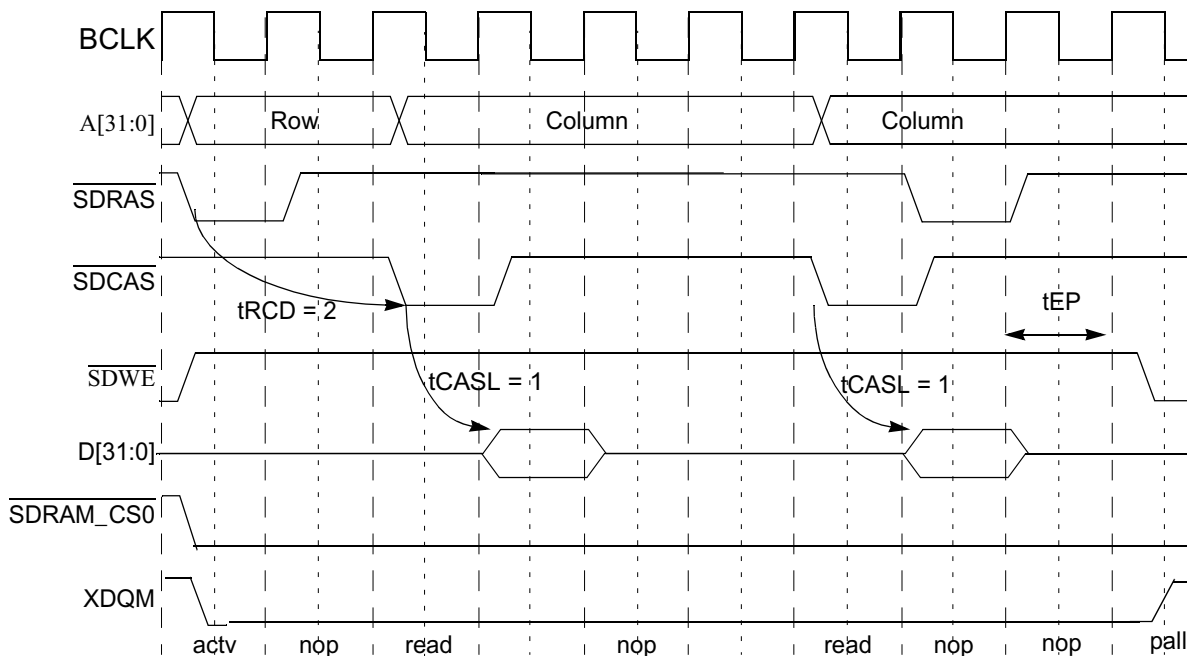 BCLK
A[31:0]
Row
Column
Column
SDRAS
SDCAS
tRCD = 2
tEP
SDWE
tCASL = 1
tCASL = 1
D[31:0]
SDRAM_CS0
XDQM
actv
nop
read
nop
read
nop
nop
pall